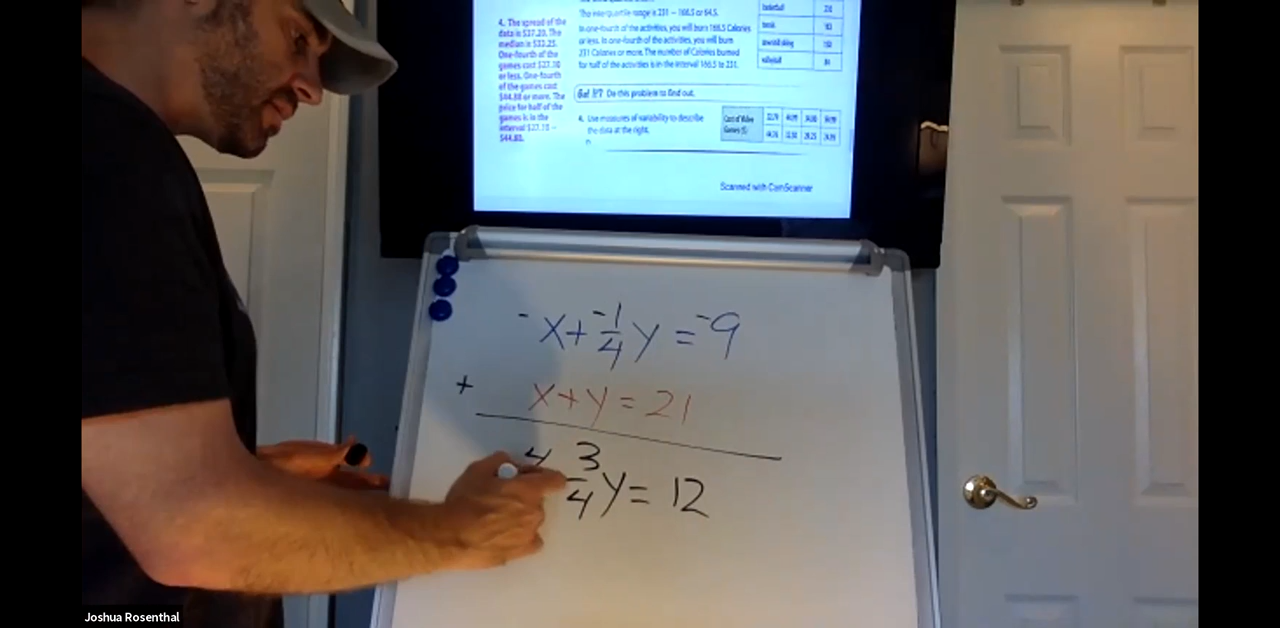 4. The spread of the
data is $37.20. The
median is $33.25.
One-fourth of the
games cost $27.10
or less. One-fourth
of the games cost
$44.88 or more. The
price for half of the
games is in the
interval $27.10 –
$44.88.
The interquartile range is 231 − 166.5 or 64.5.
In one-fourth of the activities, you will burn 166.5 Calories
or less. In one-fourth of the activities, you will burn
231 Calories or more. The number of Calories burned
for half of the activities is in the interval 166.5 to 231.
Got It? Do this problem to find out.
4. Use measures of variability to describe
the data at the right.
basketball
tennis
volleyball
Cost of Video
Games ($)
Scanned with CamScanner
-x + -1/4 y = -9
+ x + y = 21
4 3/4 y = 12
Joshua Rosenthal